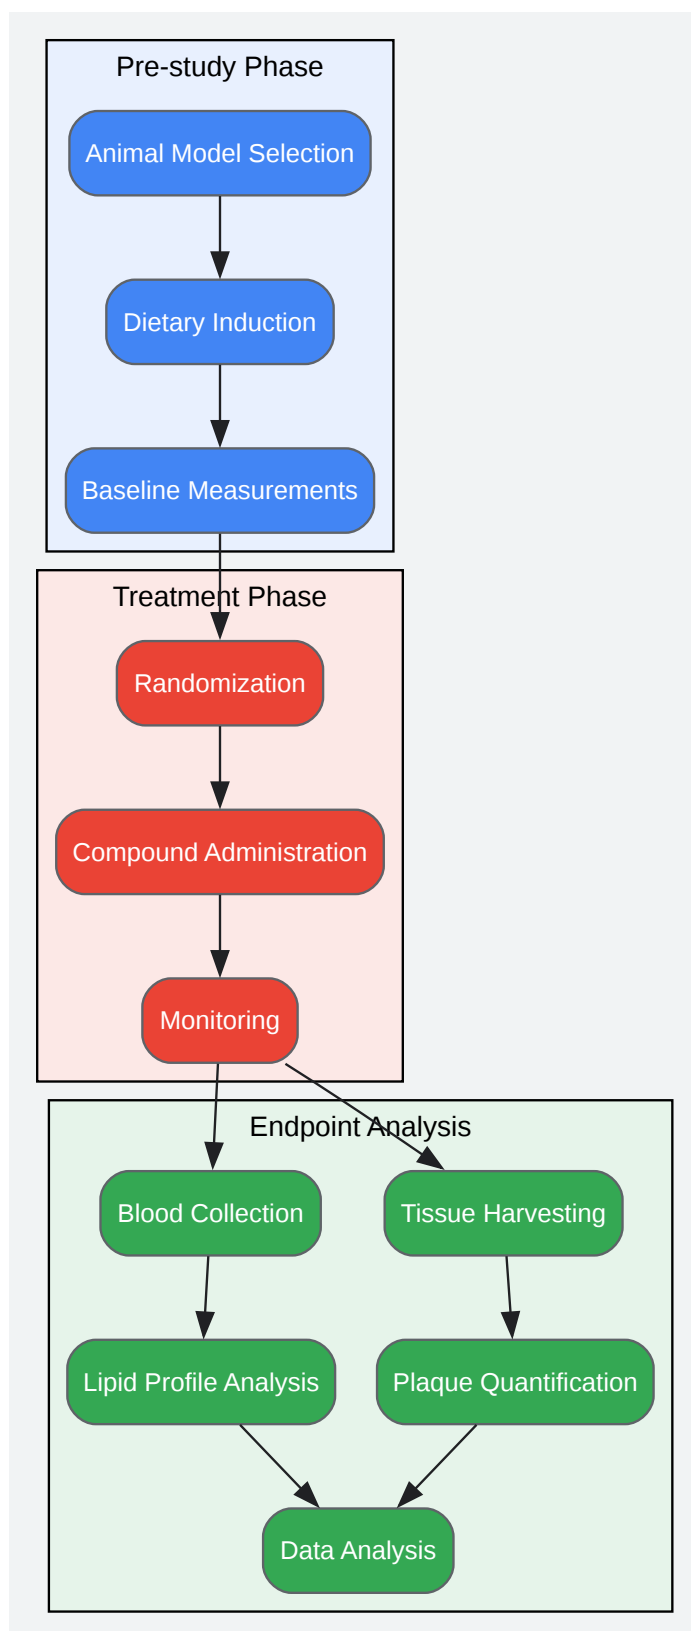 Pre-study Phase
Animal Model Selection
Dietary Induction
Baseline Measurements
Treatment Phase
Randomization
Compound Administration
Monitoring
Endpoint Analysis
Blood Collection
Tissue Harvesting
Lipid Profile Analysis
Plaque Quantification
Data Analysis